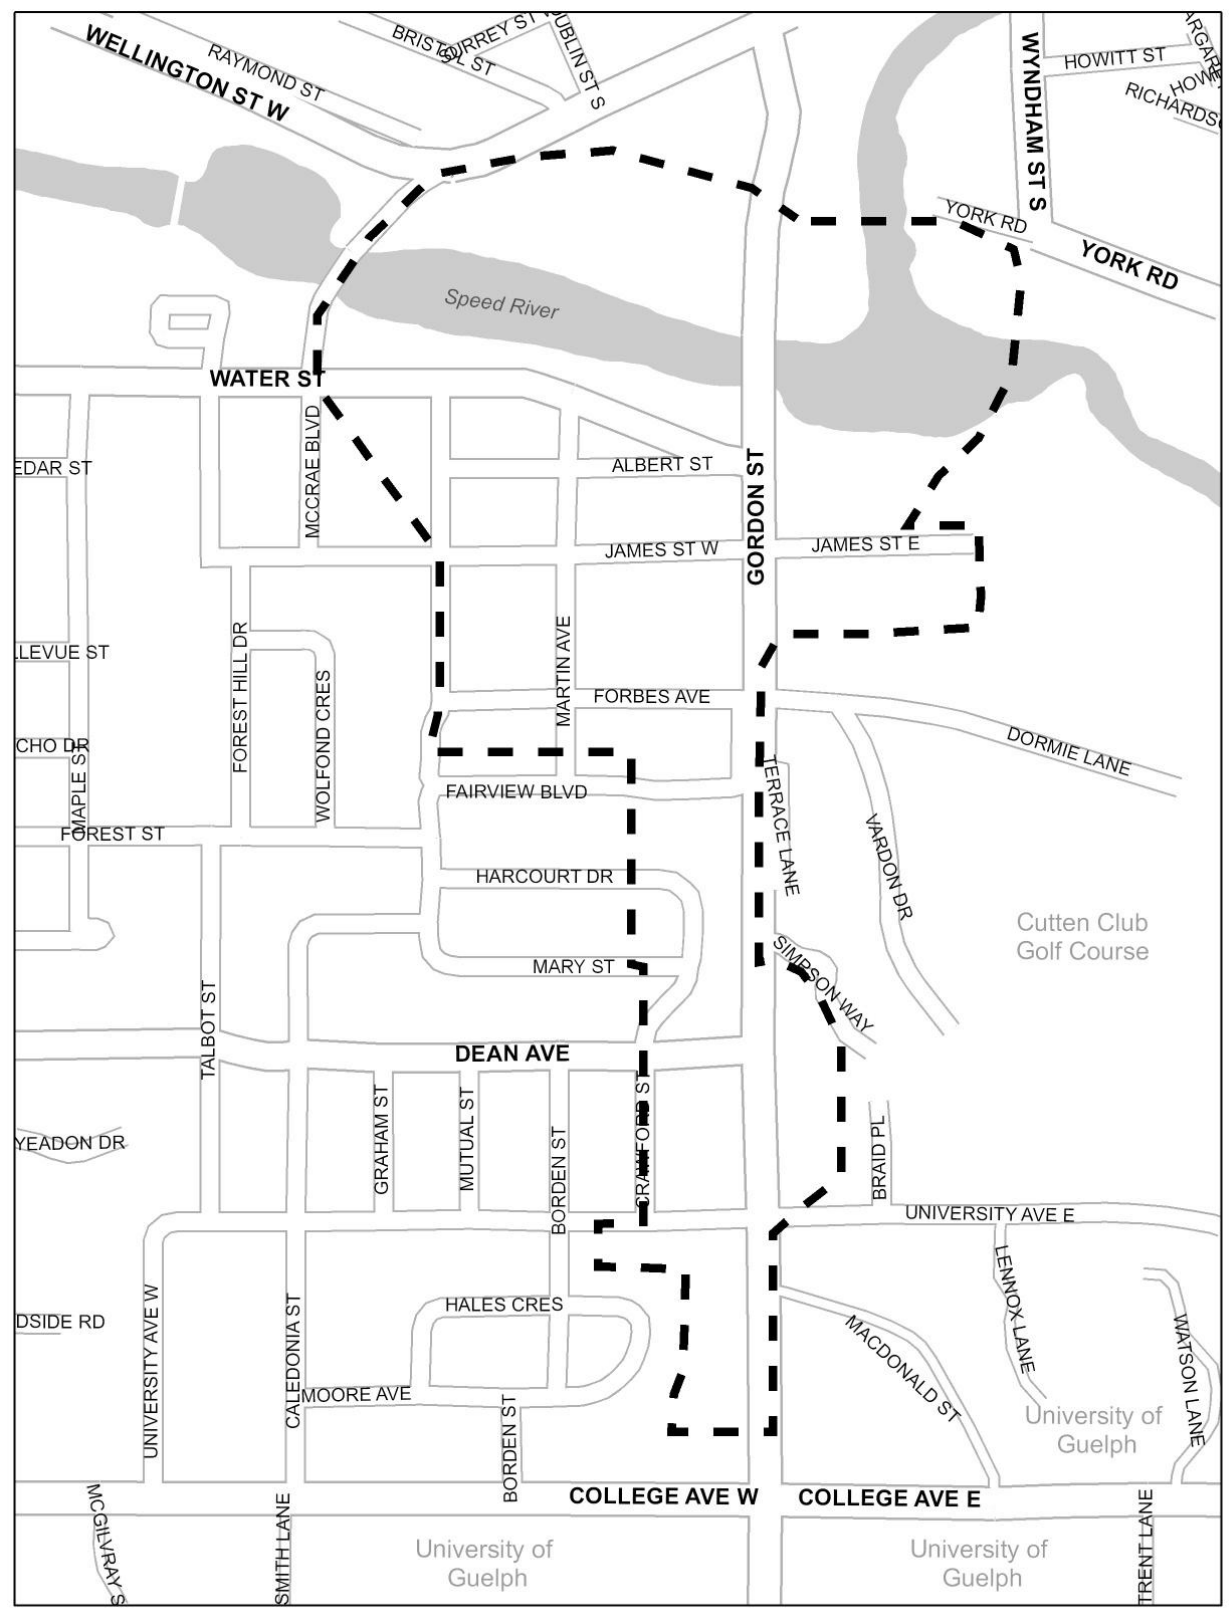 WELLINGTON ST W
RAYMOND ST
BRISTOL ST
SURREY ST W
DUBLIN ST S
WYNDHAM ST S
HOWITT ST
ARGARE
HOWI
RICHARDS
YORK RD
YORK RD
Speed River
WATER ST
MCCRAE BLVD
EDAR ST
ALBERT ST
GORDON ST
JAMES ST W
JAMES ST E
LLEVUE ST
FOREST HILL DR
WOLFOND CRES
MARTIN AVE
FORBES AVE
CHO DR
MAPLE ST
DORMIE LANE
FAIRVIEW BLVD
TERRACE LANE
VARDON DR
FOREST ST
HARCOURT DR
Cutten Club
Golf Course
MARY ST
SIMPSON WAY
TALBOT ST
DEAN AVE
GRAHAM ST
MUTUAL ST
BORDEN ST
CRAWFORD ST
YEADON DR
BRAID PL
UNIVERSITY AVE E
UNIVERSITY AVE W
CALEDONIA ST
HALES CRES
DSIDE RD
MACDONALD ST
LENNOX LANE
WATSON LANE
MOORE AVE
BORDEN ST
University of
Guelph
COLLEGE AVE W
COLLEGE AVE E
MCGILVRAY S
SMITH LANE
TRENT LANE
University of
Guelph
University of
Guelph